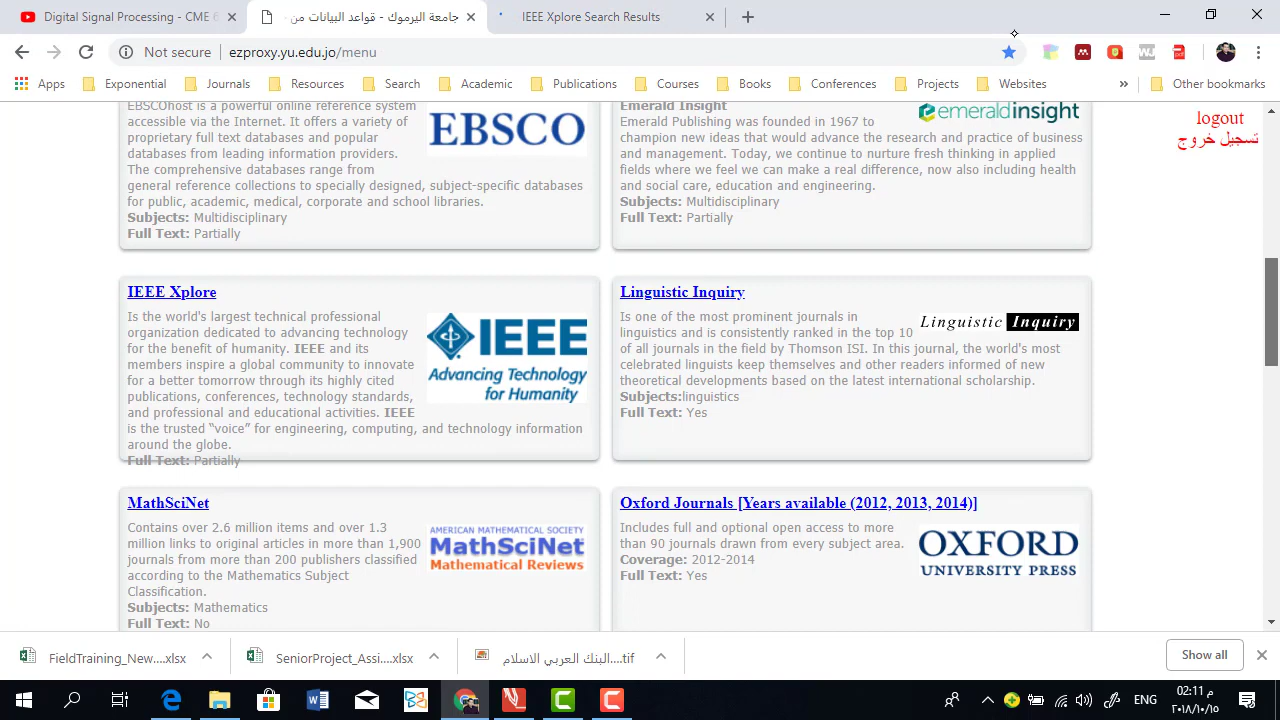 Digital Signal Processing - CME 6
جامعة اليرموك - قواعد البيانات من
IEEE Xplore Search Results
Not secure | ezproxy.yu.edu.jo/menu
Apps Exponential Journals Resources Search Academic Publications Courses Books Conferences Projects Websites » Other bookmarks
logout
تسجيل خروج
EBSCOhost is a powerful online reference system
accessible via the Internet. It offers a variety of
proprietary full text databases and popular
databases from leading information providers.
The comprehensive databases range from
general reference collections to specially designed, subject-specific databases
for public, academic, medical, corporate and school libraries.
Subjects: Multidisciplinary
Full Text: Partially
EBSCO
Emerald Insight
Emerald Publishing was founded in 1967 to
champion new ideas that would advance the research and practice of business
and management. Today, we continue to nurture fresh thinking in applied
fields where we feel we can make a real difference, now also including health
and social care, education and engineering.
Subjects: Multidisciplinary
Full Text: Partially
emeraldinsight
IEEE Xplore
Is the world's largest technical professional
organization dedicated to advancing technology
for the benefit of humanity. IEEE and its
members inspire a global community to innovate
for a better tomorrow through its highly cited
publications, conferences, technology standards,
and professional and educational activities. IEEE
is the trusted “voice” for engineering, computing, and technology information
around the globe.
Full Text: Partially
IEEE
Advancing Technology
for Humanity
Linguistic Inquiry
Is one of the most prominent journals in
linguistics and is consistently ranked in the top 10
of all journals in the field by Thomson ISI. In this journal, the world's most
celebrated linguists keep themselves and other readers informed of new
theoretical developments based on the latest international scholarship.
Subjects:linguistics
Full Text: Yes
Linguistic Inquiry
MathSciNet
Contains over 2.6 million items and over 1.3
million links to original articles in more than 1,900
journals from more than 200 publishers classified
according to the Mathematics Subject
Classification.
Subjects: Mathematics
Full Text: No
AMERICAN MATHEMATICAL SOCIETY
MathSciNet
Mathematical Reviews
Oxford Journals [Years available (2012, 2013, 2014)]
Includes full and optional open access to more
than 90 journals drawn from every subject area.
Coverage: 2012-2014
Full Text: Yes
OXFORD
UNIVERSITY PRESS
FieldTraining_New....xlsx
SeniorProject_Assi....xlsx
البنك العربي الاسلام....tif
Show all
ENG
02:11 م
٢٠١٨/١٠/١٥